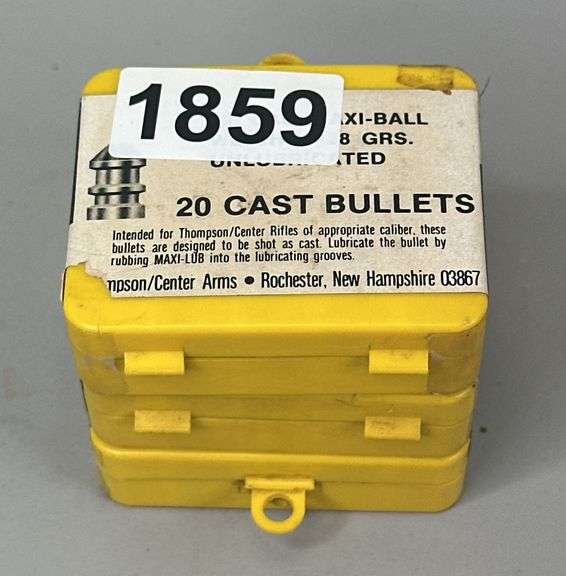 1859
XI-BALL
8 GRS.
UNLUBRICATED
20 CAST BULLETS
Intended for Thompson/Center Rifles of appropriate caliber, these
bullets are designed to be shot as cast. Lubricate the bullet by
rubbing MAXI-LUB into the lubricating grooves.
mpson/Center Arms • Rochester, New Hampshire 03867